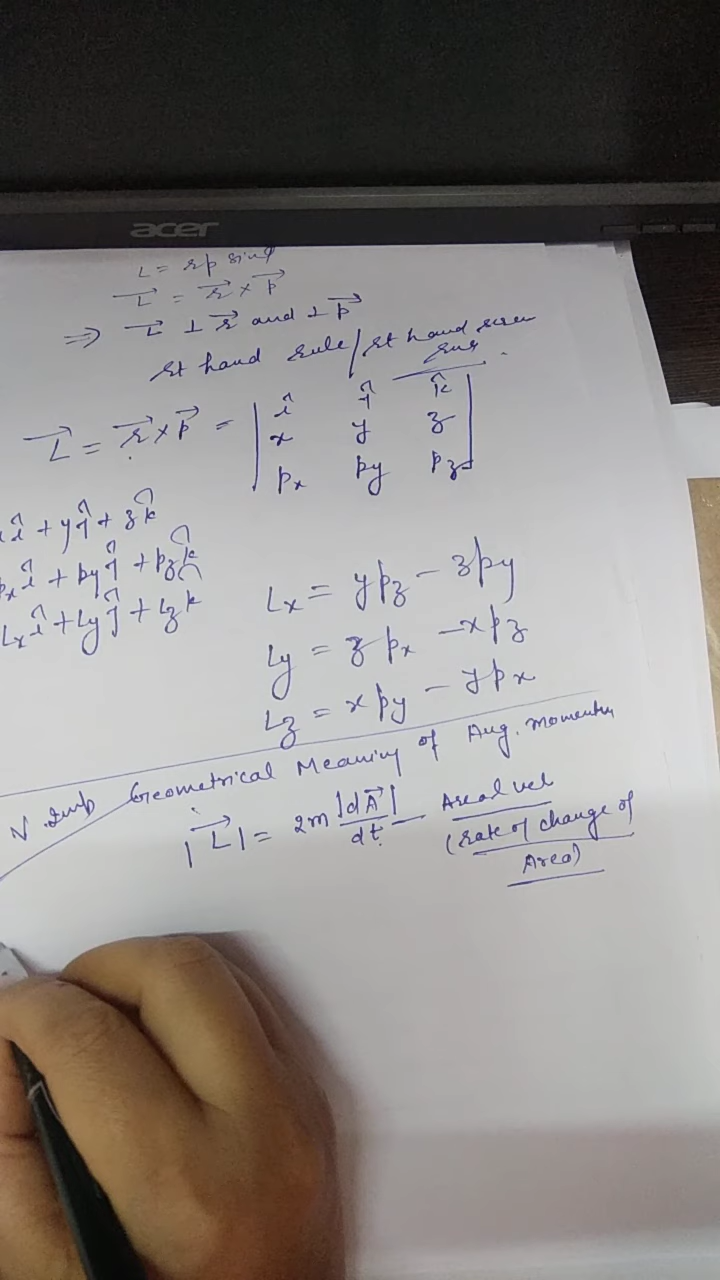 acer
L = rp sinφ
L⃗ = r⃗ × p⃗
⇒ L⃗ ⊥ r⃗ and ⊥ p⃗
rt hand rule / rt hand screw
rule
L⃗ = r⃗ × p⃗ = | î ĵ k̂ |
| x y z |
| px py pz |
î + yĵ + zk̂
pxî + pyĵ + pzk̂
Lxî + Lyĵ + Lzk̂
Lx = ypz − zpy
Ly = zpx − xpz
Lz = xpy − ypx
V. Imp Geometrical Meaning of Ang. momentum
|L⃗| = 2m |dA⃗|/dt — Areal vel
(rate of change of
Area)